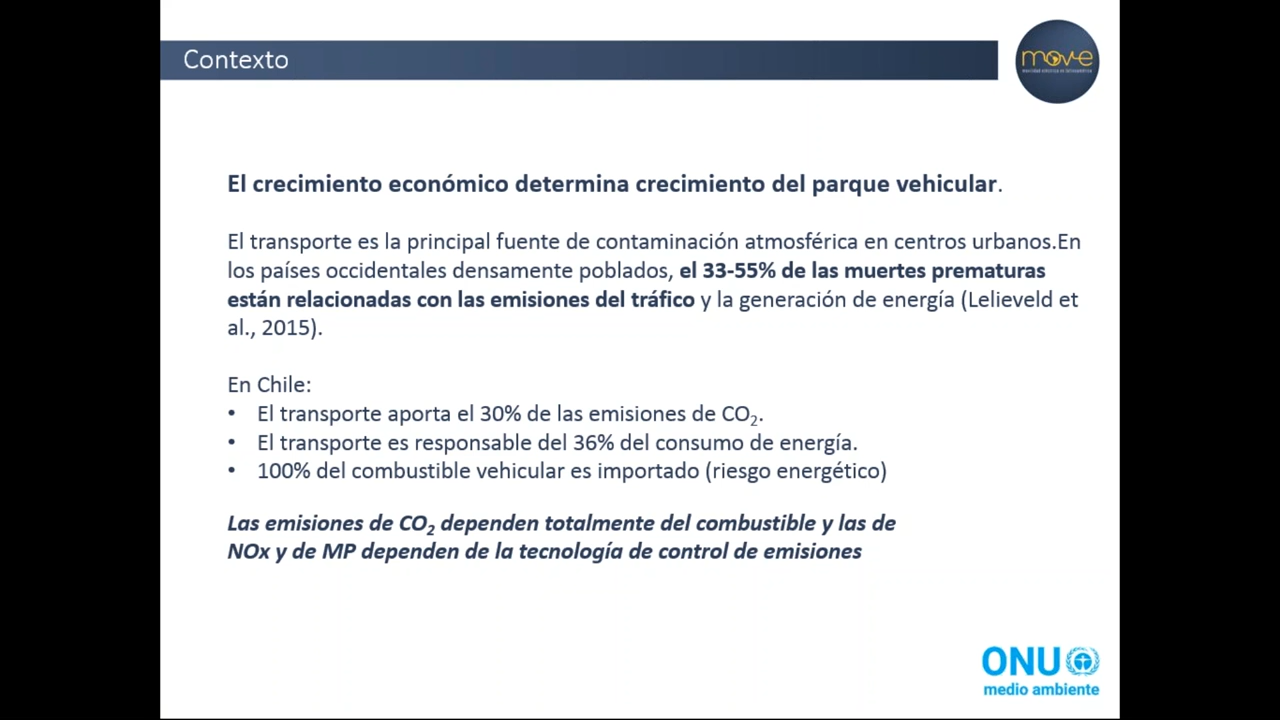 Contexto
mov-e
movilidad eléctrica en latinoamérica
El crecimiento económico determina crecimiento del parque vehicular.
El transporte es la principal fuente de contaminación atmosférica en centros urbanos.En
los países occidentales densamente poblados, el 33-55% de las muertes prematuras
están relacionadas con las emisiones del tráfico y la generación de energía (Lelieveld et
al., 2015).
En Chile:
• El transporte aporta el 30% de las emisiones de CO₂.
• El transporte es responsable del 36% del consumo de energía.
• 100% del combustible vehicular es importado (riesgo energético)
Las emisiones de CO₂ dependen totalmente del combustible y las de
NOx y de MP dependen de la tecnología de control de emisiones
ONU
medio ambiente